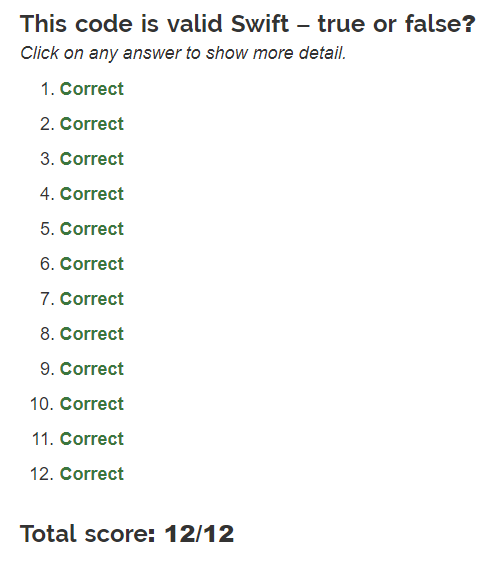 This code is valid Swift – true or false?
Click on any answer to show more detail.
1. Correct
2. Correct
3. Correct
4. Correct
5. Correct
6. Correct
7. Correct
8. Correct
9. Correct
10. Correct
11. Correct
12. Correct
Total score: 12/12